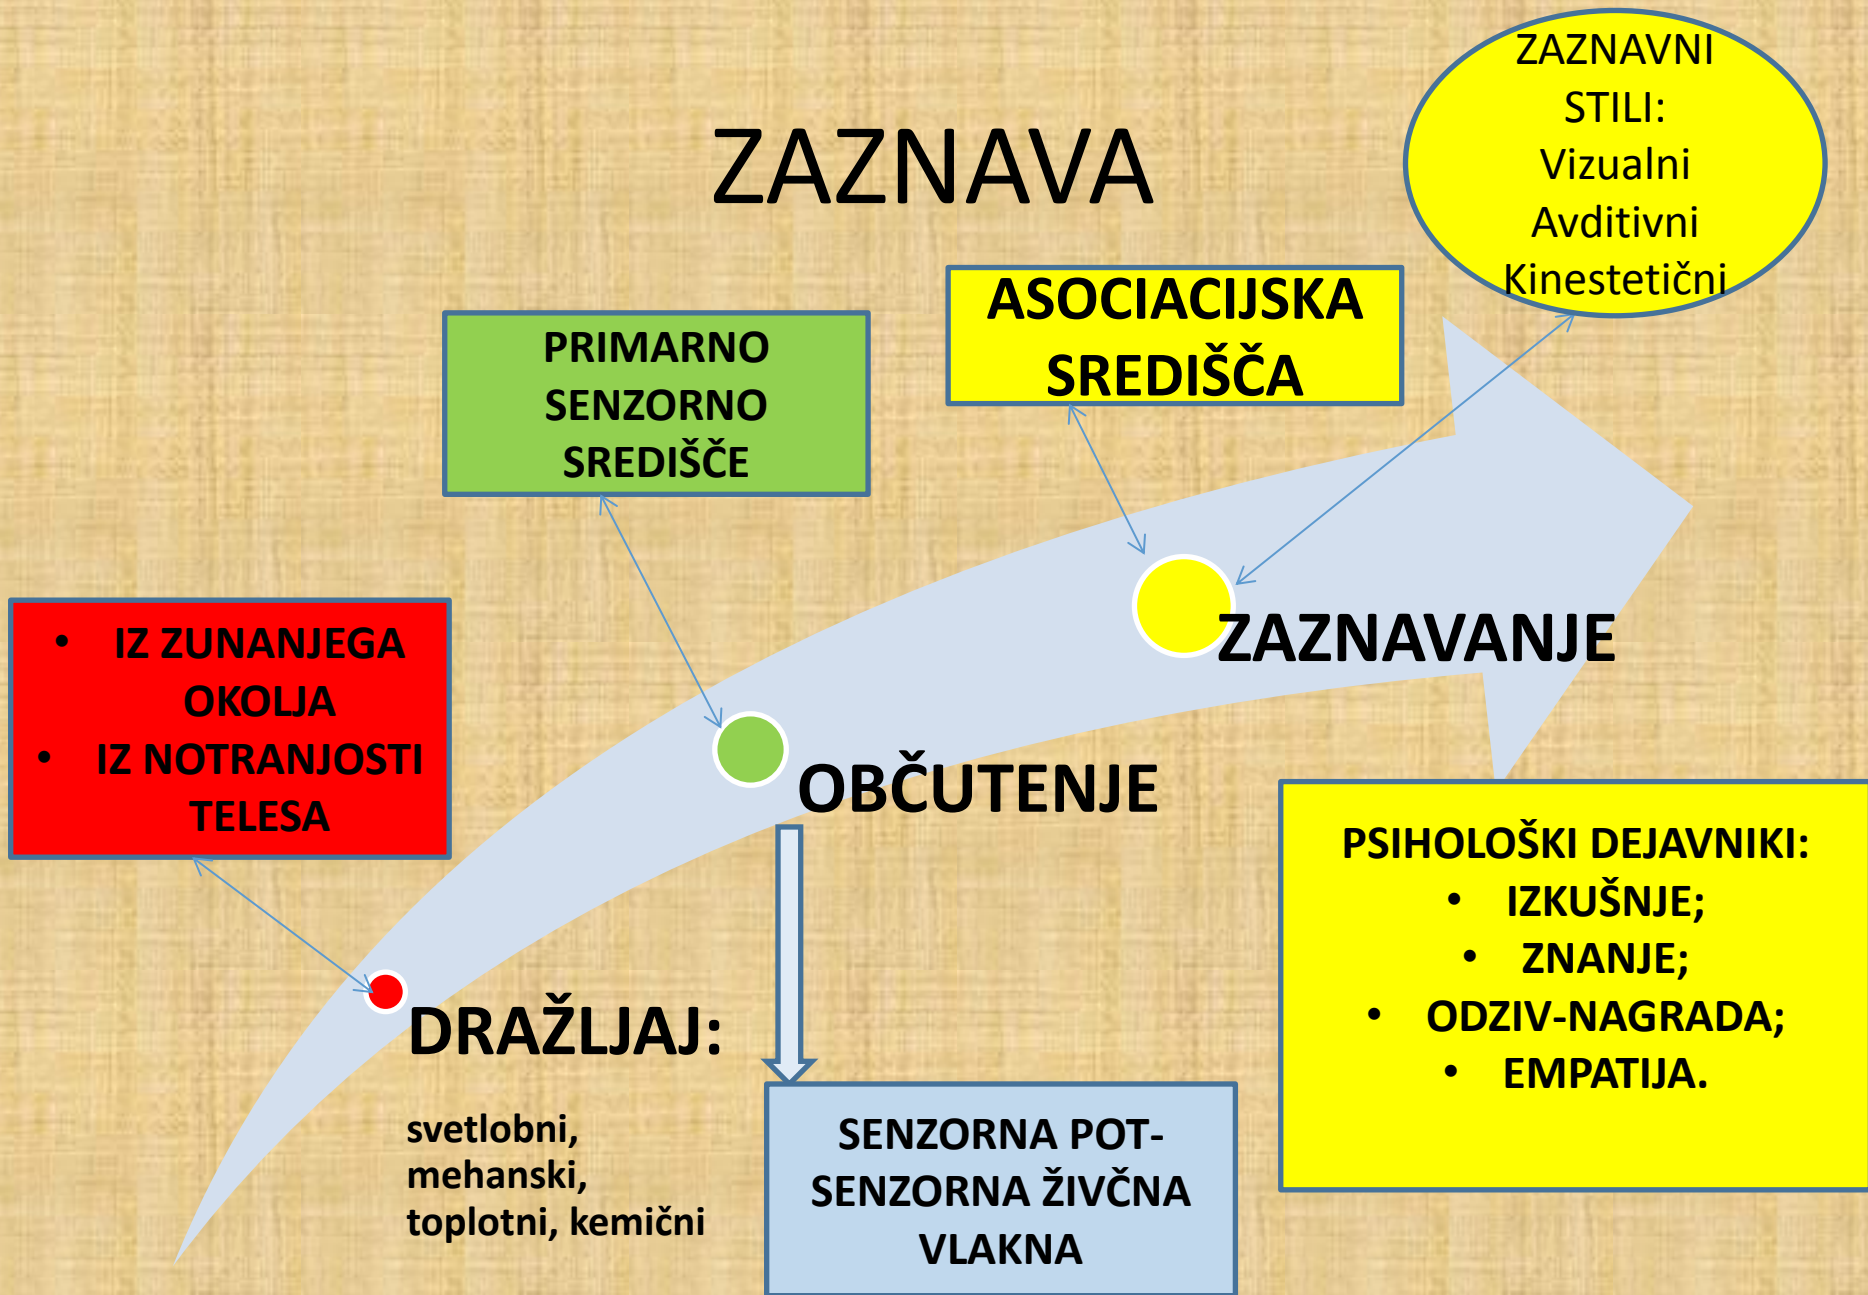 ZAZNAVA
ZAZNAVNI
STILI:
Vizualni
Avditivni
Kinestetični
ASOCIACIJSKA
SREDIŠČA
PRIMARNO
SENZORNO
SREDIŠČE
• IZ ZUNANJEGA
OKOLJA
• IZ NOTRANJOSTI
TELESA
ZAZNAVANJE
OBČUTENJE
DRAŽLJAJ:
svetlobni,
mehanski,
toplotni, kemični
SENZORNA POT-
SENZORNA ŽIVČNA
VLAKNA
PSIHOLOŠKI DEJAVNIKI:
• IZKUŠNJE;
• ZNANJE;
• ODZIV-NAGRADA;
• EMPATIJA.